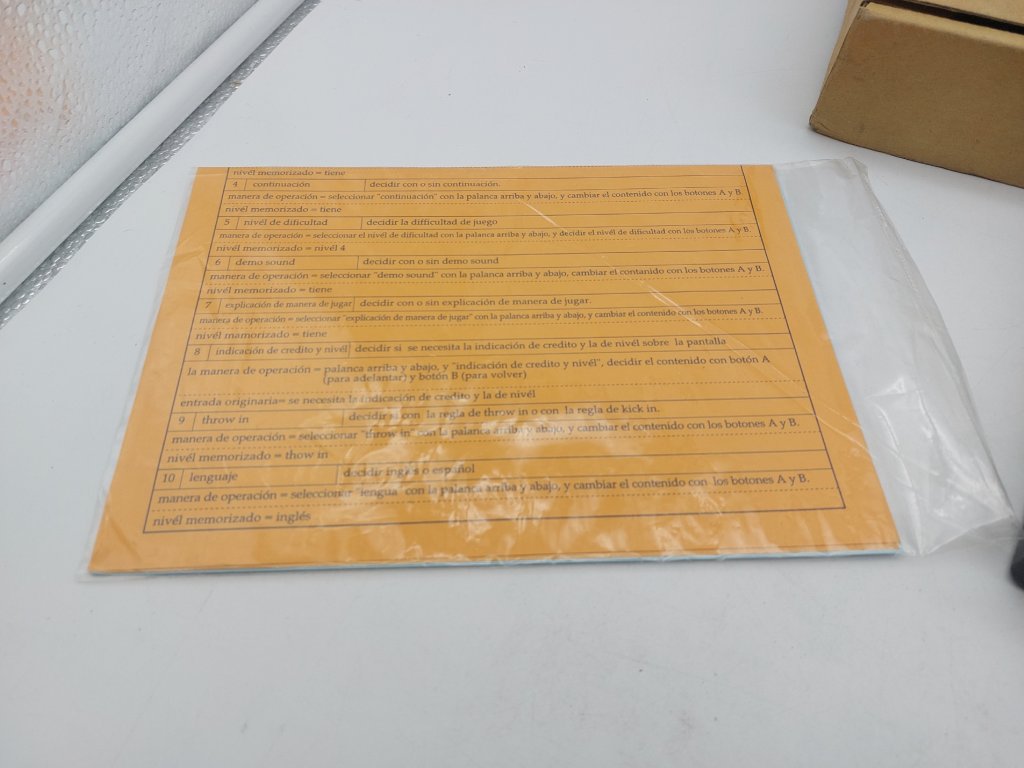 nivél memorizado = tiene
4 continuación decidir con o sin continuación.
manera de operación = seleccionar "continuación" con la palanca arriba y abajo, y cambiar el contenido con los botones A y B
nivél memorizado = tiene
5 nivél de dificultad decidir la difficultad de juego
manera de operación = seleccionar el nivél de dificultad con la palanca arriba y abajo, y decidir el nivél de dificultad con los botones A y B.
nivél memorizado = nivél 4
6 demo sound decidir con o sin demo sound
manera de operación = seleccionar "demo sound" con la palanca arriba y abajo, cambiar el contanido con los botones A y B.
nivél memorizado = tiene
7 explicación de manera de jugar decidir con o sin explicación de manera de jugar.
manera de operación = seleccionar "explicación de manera de jugar" con la palanca arriba y abajo, y cambiar el contenido con los botones A y B.
nivél mamorizado = tiene
8 indicación de credito y nivél decidir si se necesita la indicación de credito y la de nivél sobre la pantalla
la manera de operación = palanca arriba y abajo, y "indicación de credito y nivél", decidir el contenido con botón A
(para adelantar) y botón B (para volver)
entrada originaria= se necesita la indicación de credito y la de nivél
9 throw in decidir si con la regla de throw in o con la regla de kick in.
manera de operación = seleccionar "throw in" con la palanca arriba y abajo, y cambiar el contenido con los botones A y B.
nivél memorizado = thow in
10 lenguaje decidir inglés o español
manera de operación = seleccionar "lengua" con la palanca arriba y abajo, y cambiar el contenido con los botones A y B.
nivél memorizado = inglés